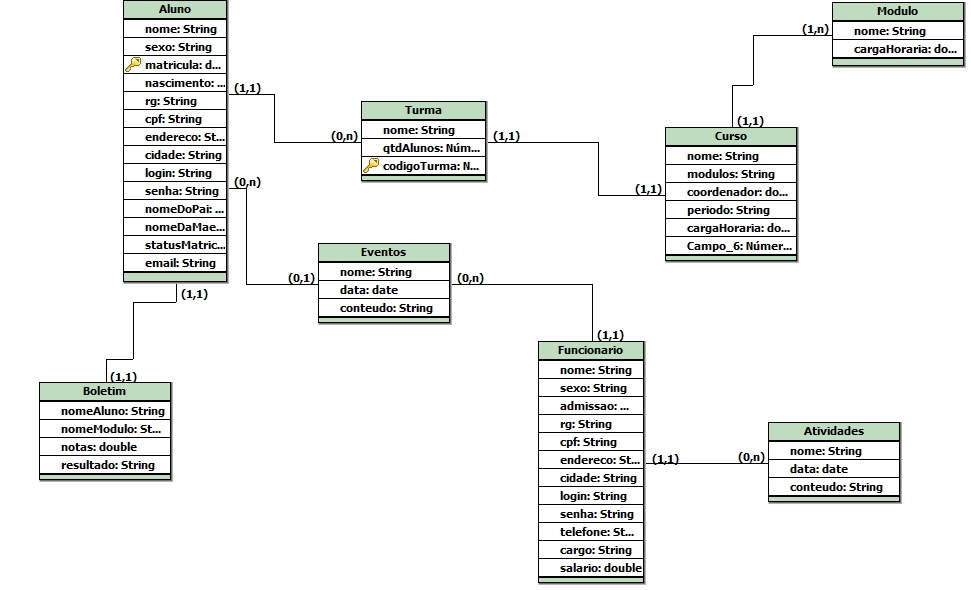 Aluno
nome: String
sexo: String
matricula: d...
nascimento: ...
rg: String
cpf: String
endereco: St...
cidade: String
login: String
senha: String
nomeDoPai: ...
nomeDaMae...
statusMatric...
email: String
(1,1)
(0,n)
(1,1)
Turma
nome: String
qtdAlunos: Núm...
codigoTurma: N...
(0,n)
(1,1)
Modulo
nome: String
cargaHoraria: do...
(1,n)
(1,1)
Curso
nome: String
modulos: String
coordenador: do...
periodo: String
cargaHoraria: do...
Campo_6: Númer...
(1,1)
Eventos
nome: String
data: date
conteudo: String
(0,1)
(0,n)
(1,1)
Boletim
nomeAluno: String
nomeModulo: St...
notas: double
resultado: String
(1,1)
Funcionario
nome: String
sexo: String
admissao: ...
rg: String
cpf: String
endereco: St...
cidade: String
login: String
senha: String
telefone: St...
cargo: String
salario: double
(1,1)
(0,n)
Atividades
nome: String
data: date
conteudo: String